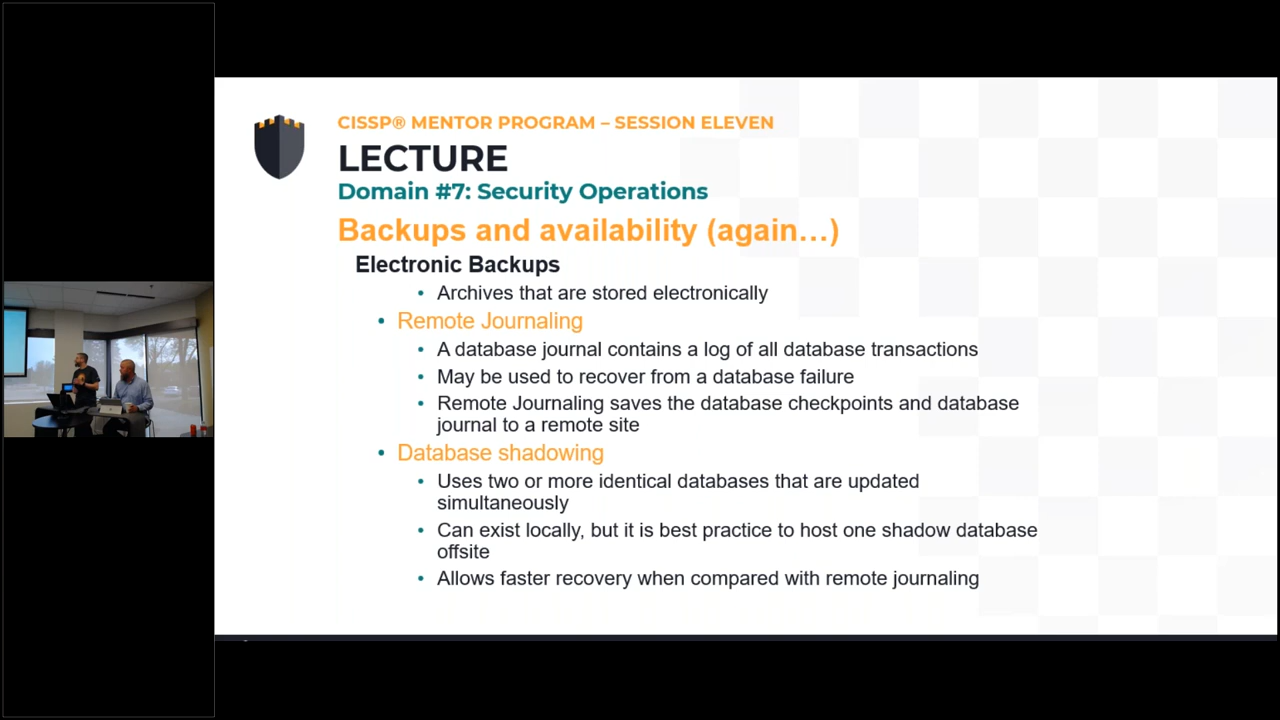 CISSP® MENTOR PROGRAM – SESSION ELEVEN
LECTURE
Domain #7: Security Operations
Backups and availability (again…)
Electronic Backups
• Archives that are stored electronically
• Remote Journaling
• A database journal contains a log of all database transactions
• May be used to recover from a database failure
• Remote Journaling saves the database checkpoints and database
journal to a remote site
• Database shadowing
• Uses two or more identical databases that are updated
simultaneously
• Can exist locally, but it is best practice to host one shadow database
offsite
• Allows faster recovery when compared with remote journaling